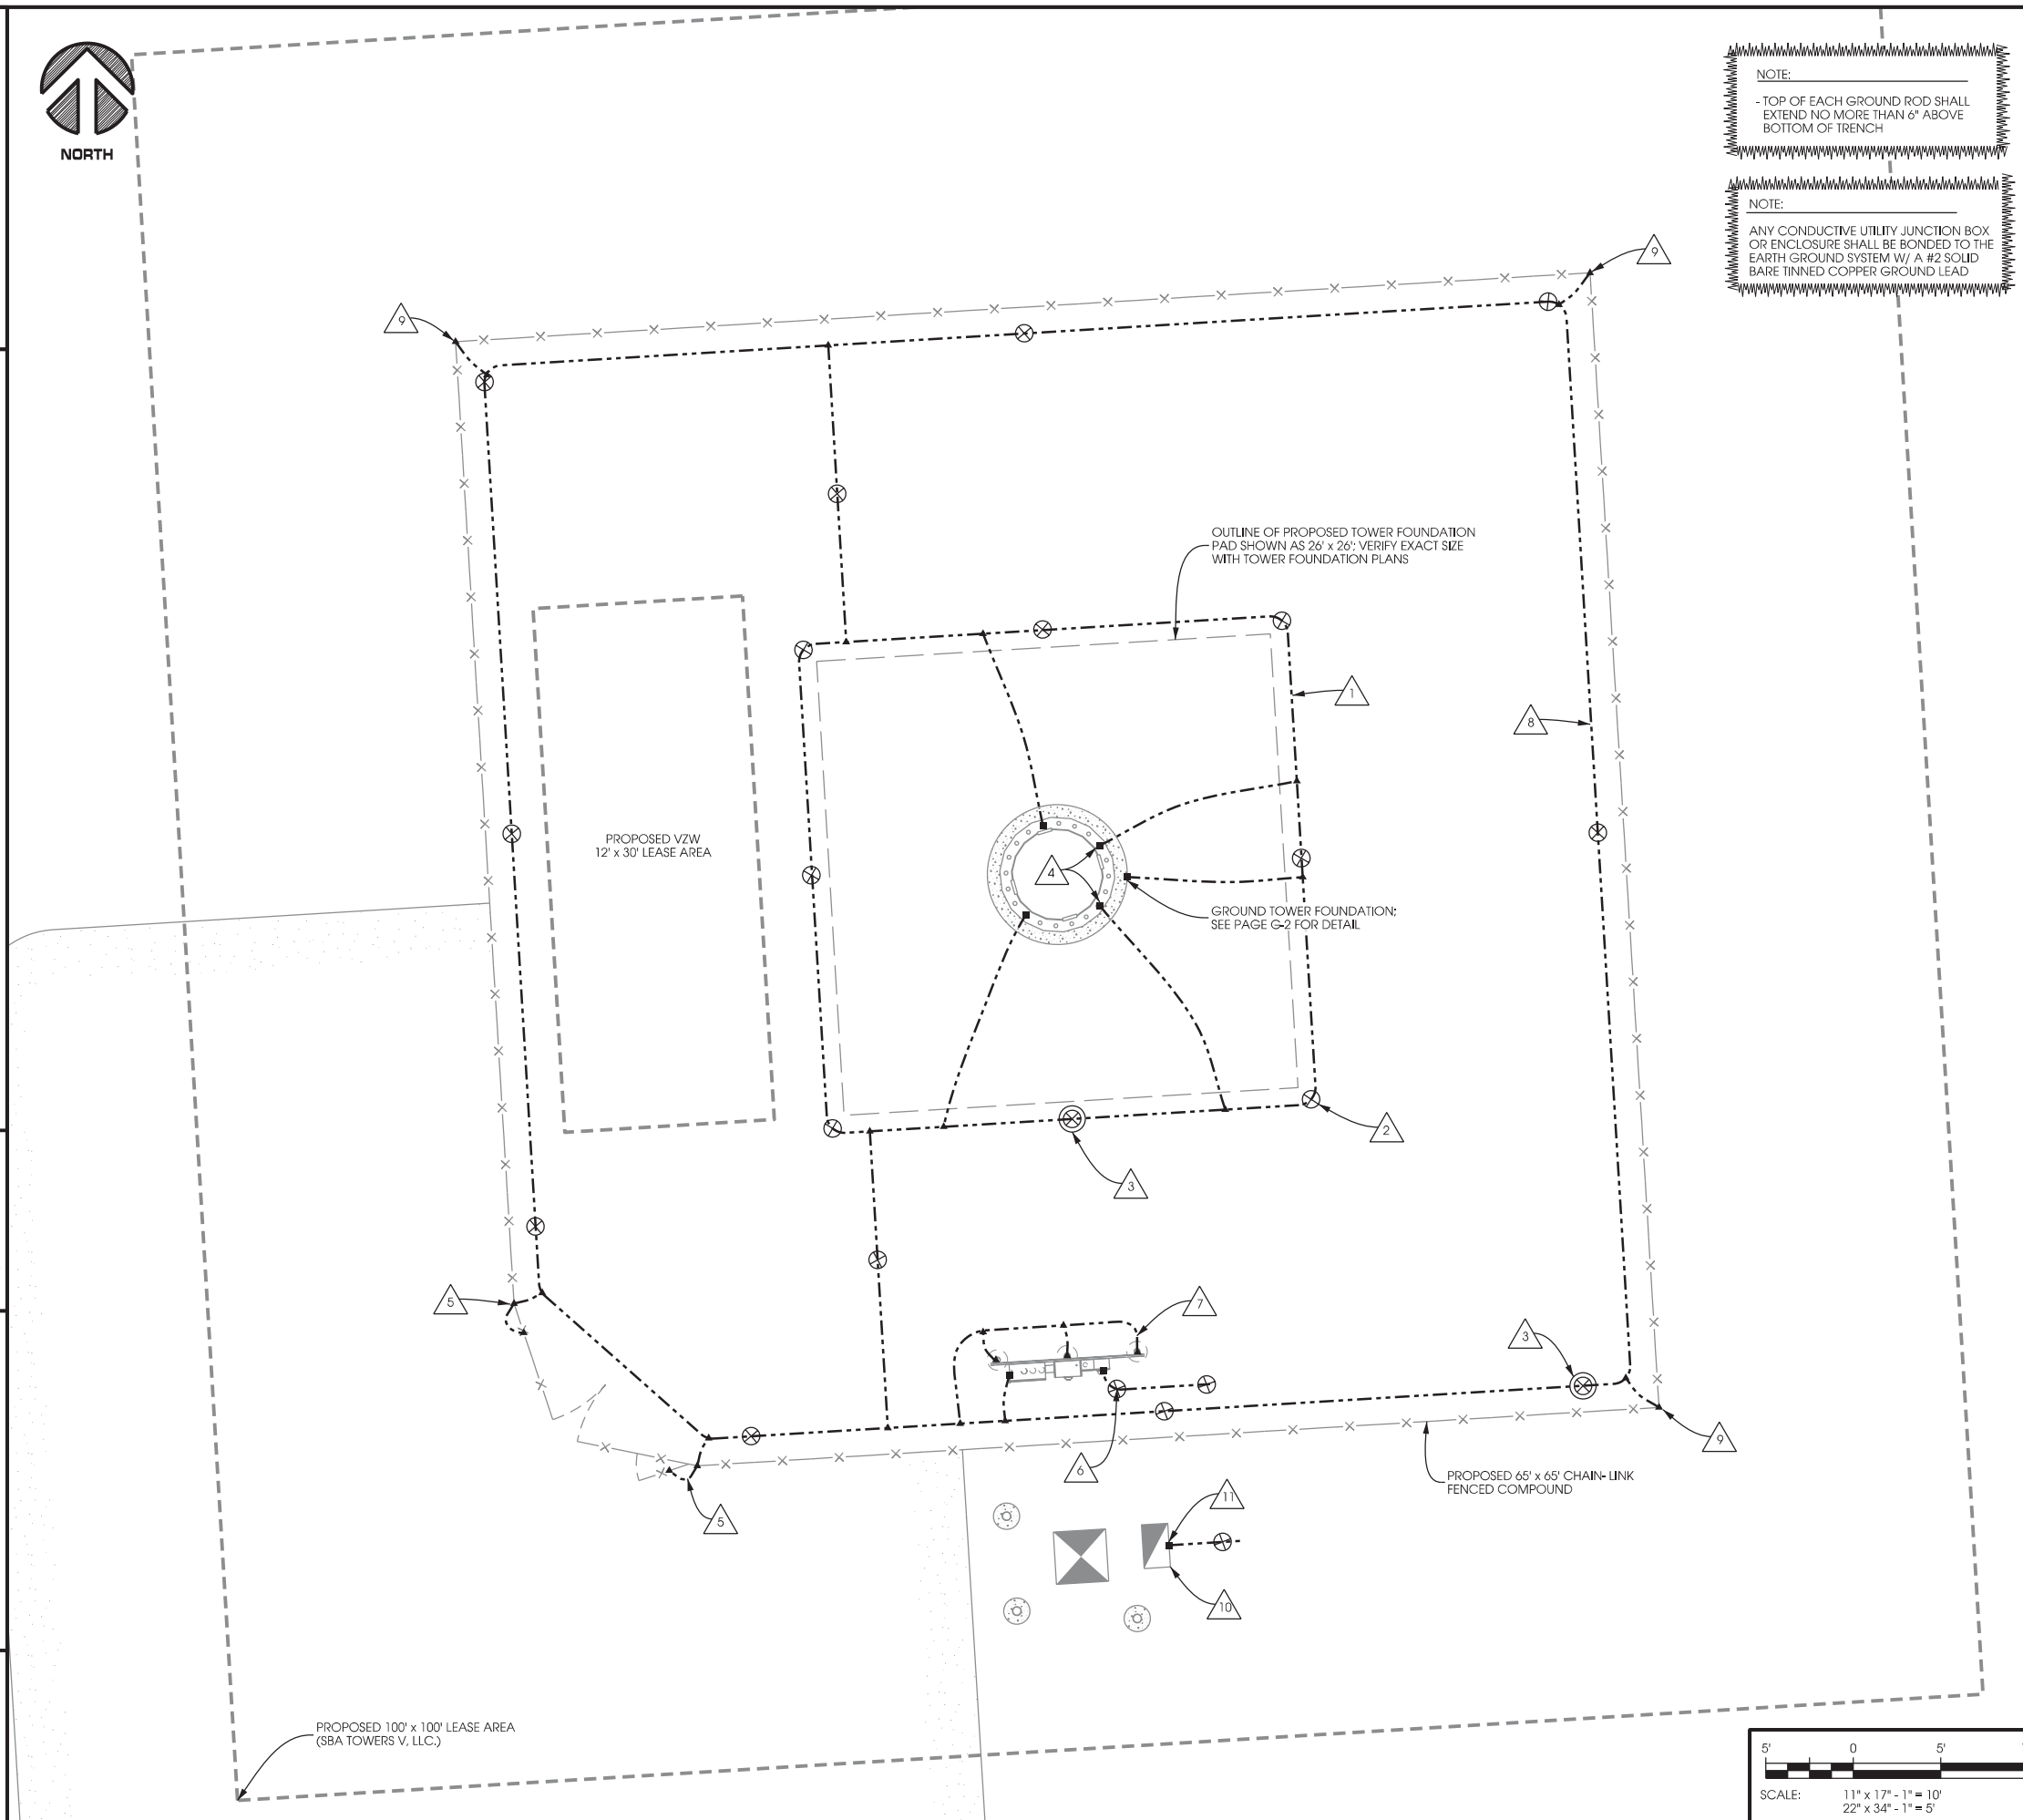 NORTH
NOTE:
- TOP OF EACH GROUND ROD SHALL
EXTEND NO MORE THAN 6" ABOVE
BOTTOM OF TRENCH
NOTE:
ANY CONDUCTIVE UTILITY JUNCTION BOX
OR ENCLOSURE SHALL BE BONDED TO THE
EARTH GROUND SYSTEM W/ A #2 SOLID
BARE TINNED COPPER GROUND LEAD
9
9
OUTLINE OF PROPOSED TOWER FOUNDATION
PAD SHOWN AS 26' x 26'; VERIFY EXACT SIZE
WITH TOWER FOUNDATION PLANS
1
8
PROPOSED VZW
12' x 30' LEASE AREA
4
GROUND TOWER FOUNDATION;
SEE PAGE G-2 FOR DETAIL
2
3
5
7
3
9
6
PROPOSED 65' x 65' CHAIN-LINK
FENCED COMPOUND
5
11
10
PROPOSED 100' x 100' LEASE AREA
(SBA TOWERS V, LLC.)
5' 0 5'
SCALE: 11" x 17" - 1" = 10'
22" x 34" - 1" = 5'